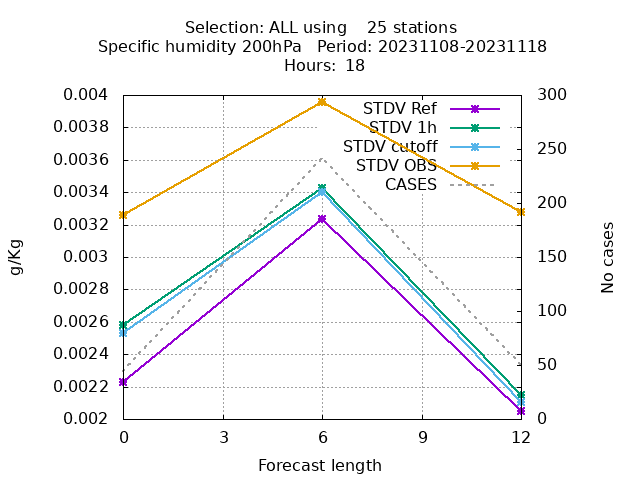 Selection: ALL using    25 stations
Specific humidity 200hPa   Period: 20231108-20231118
Hours: 18
STDV Ref
STDV 1h
STDV cutoff
STDV OBS
CASES
0.004
0.0038
0.0036
0.0034
0.0032
0.003
0.0028
0.0026
0.0024
0.0022
0.002
300
250
200
150
100
50
0
g/Kg
No cases
0 3 6 9 12
Forecast length